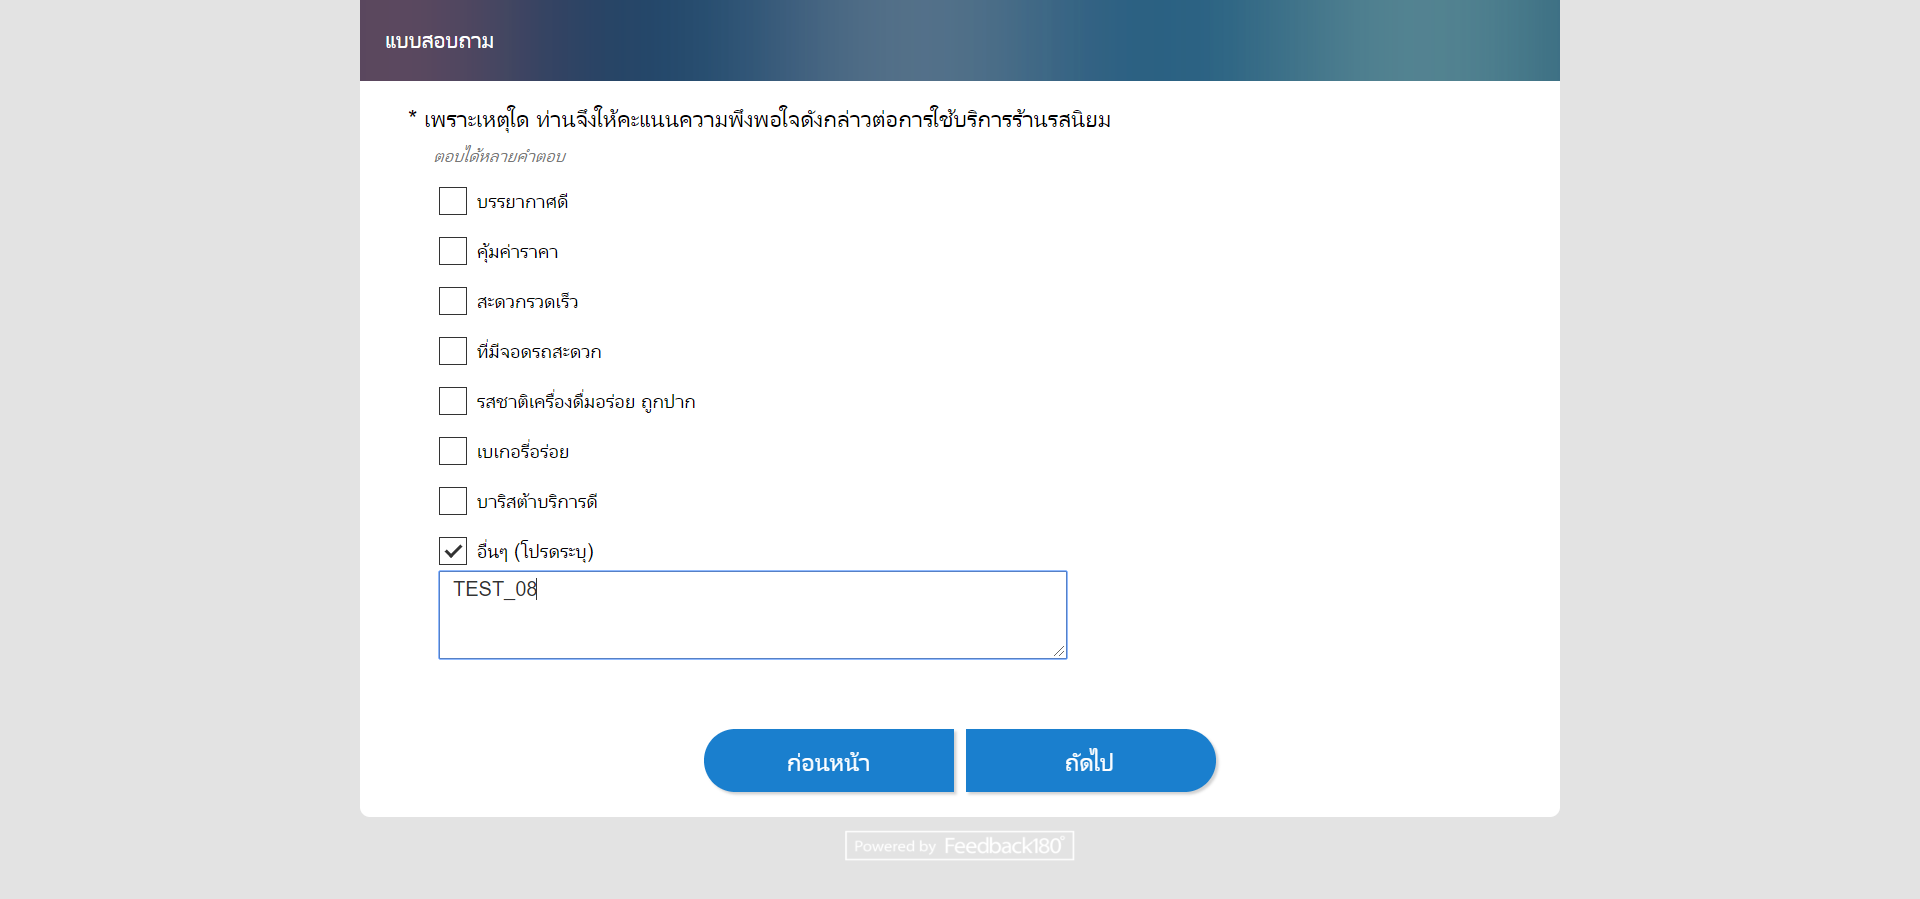 แบบสอบถาม
* เพราะเหตุใด ท่านจึงให้คะแนนความพึงพอใจดังกล่าวต่อการใช้บริการร้านรสนิยม
ตอบได้หลายคำตอบ
บรรยากาศดี
คุ้มค่าราคา
สะดวกรวดเร็ว
ที่มีจอดรถสะดวก
รสชาติเครื่องดื่มอร่อย ถูกปาก
เบเกอรี่อร่อย
บาริสต้าบริการดี
อื่นๆ (โปรดระบุ)
TEST_08
ก่อนหน้า
ถัดไป
Powered by Feedback180°